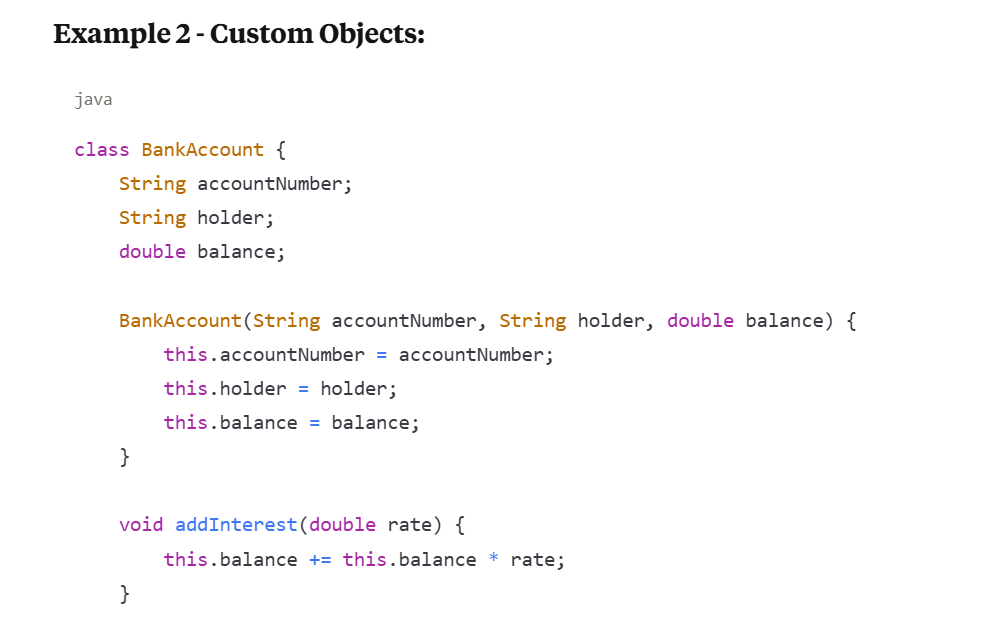 Example 2 - Custom Objects:
java
class BankAccount {
    String accountNumber;
    String holder;
    double balance;

    BankAccount(String accountNumber, String holder, double balance) {
        this.accountNumber = accountNumber;
        this.holder = holder;
        this.balance = balance;
    }

    void addInterest(double rate) {
        this.balance += this.balance * rate;
    }